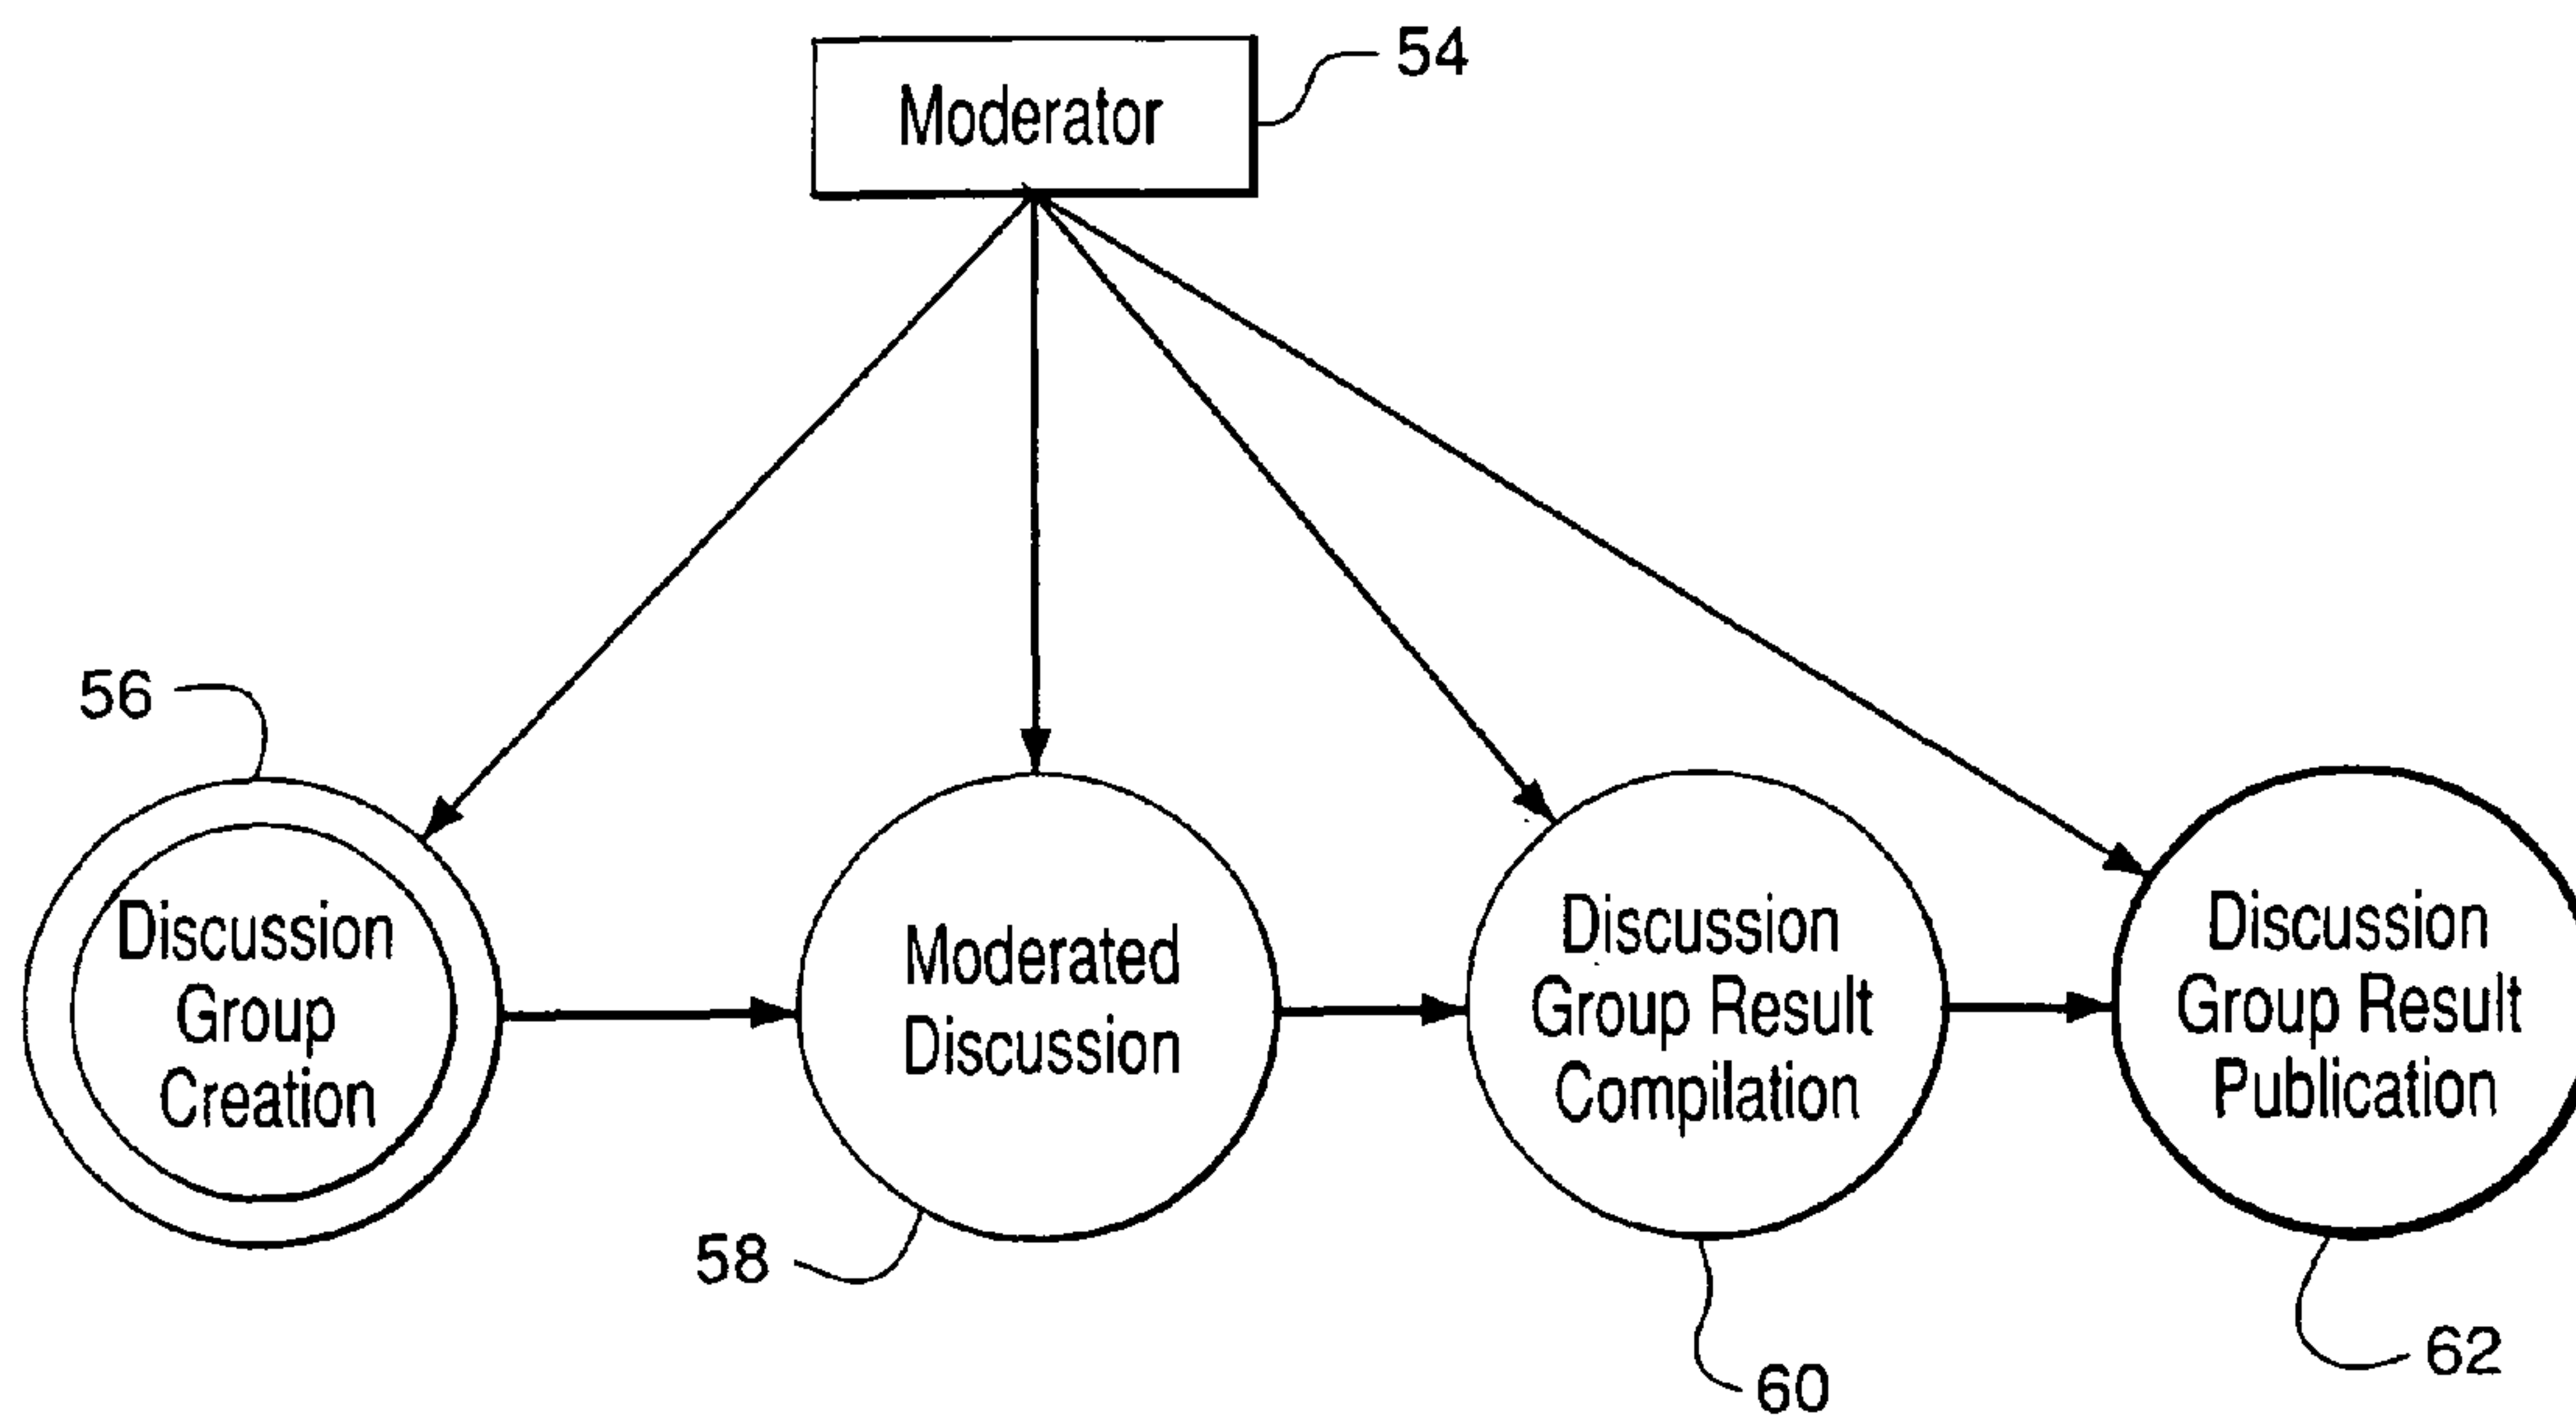 Moderator
54
56
Discussion
Group
Creation
Moderated
Discussion
58
Discussion
Group Result
Compilation
60
Discussion
Group Result
Publication
62